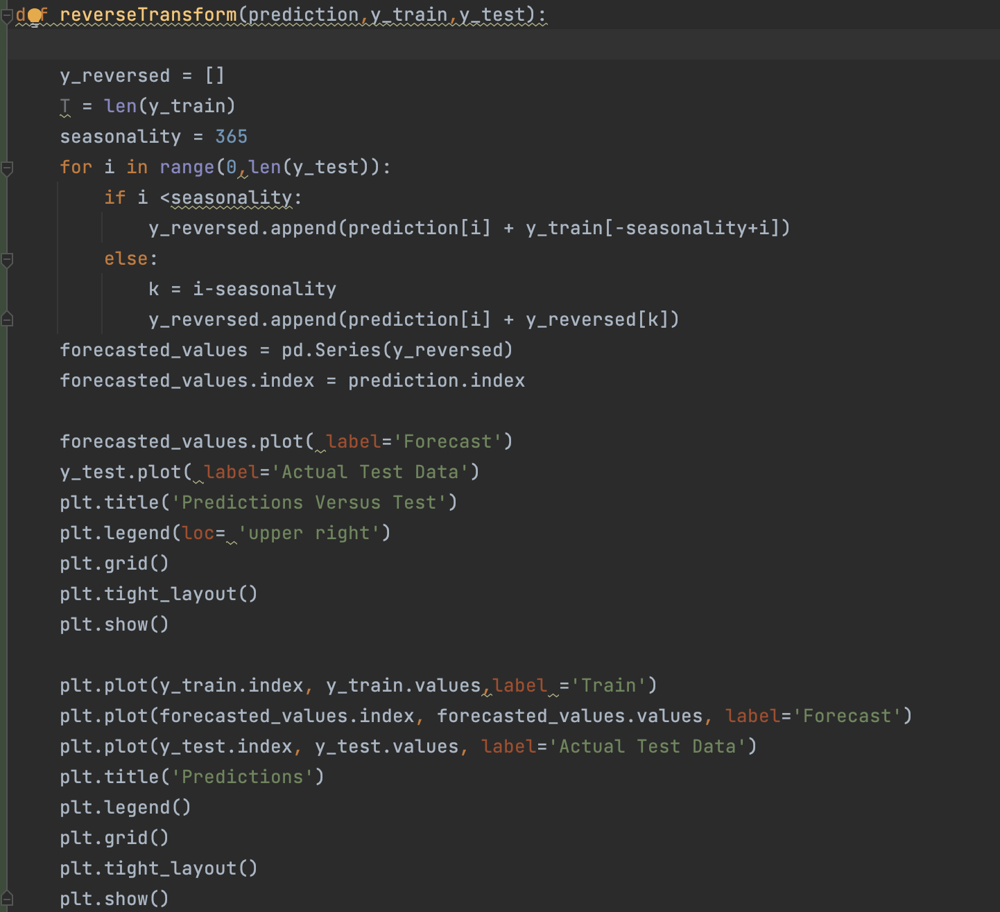 def reverseTransform(prediction,y_train,y_test):
    y_reversed = []
    T = len(y_train)
    seasonality = 365
    for i in range(0,len(y_test)):
        if i <seasonality:
            y_reversed.append(prediction[i] + y_train[-seasonality+i])
        else:
            k = i-seasonality
            y_reversed.append(prediction[i] + y_reversed[k])
    forecasted_values = pd.Series(y_reversed)
    forecasted_values.index = prediction.index
    forecasted_values.plot( label='Forecast')
    y_test.plot( label='Actual Test Data')
    plt.title('Predictions Versus Test')
    plt.legend(loc= 'upper right')
    plt.grid()
    plt.tight_layout()
    plt.show()
    plt.plot(y_train.index, y_train.values,label ='Train')
    plt.plot(forecasted_values.index, forecasted_values.values, label='Forecast')
    plt.plot(y_test.index, y_test.values, label='Actual Test Data')
    plt.title('Predictions')
    plt.legend()
    plt.grid()
    plt.tight_layout()
    plt.show()